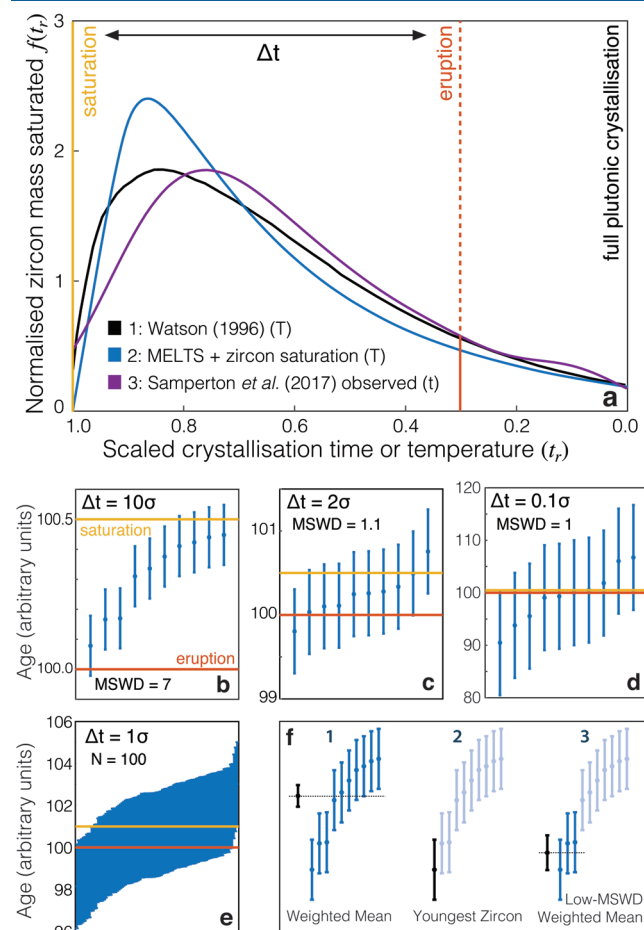 3
2
1
0
Normalised zircon mass saturated f(tᵣ)
saturation
Δt
eruption
full plutonic crystallisation
1: Watson (1996) (T)
2: MELTS + zircon saturation (T)
3: Samperton et al. (2017) observed (t)
a
1.0 0.8 0.6 0.4 0.2 0.0
Scaled crystallisation time or temperature (tᵣ)
Age (arbitrary units)
100.5
100.0
Δt = 10σ
saturation
eruption
MSWD = 7
b
101
100
99
Δt = 2σ
MSWD = 1.1
c
120
110
100
90
80
Δt = 0.1σ
MSWD = 1
d
Age (arbitrary units)
106
104
102
100
98
96
Δt = 1σ
N = 100
e
f
1 2 3
Weighted Mean
Youngest Zircon
Low-MSWD
Weighted Mean